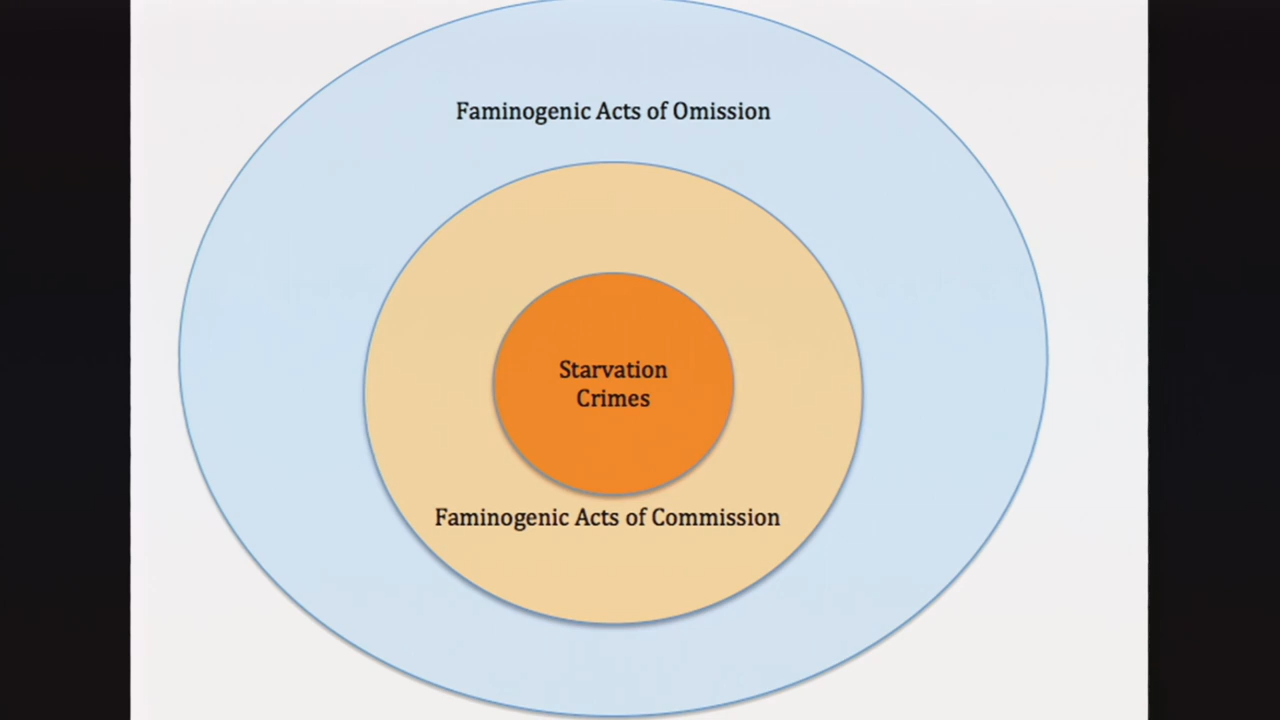 Faminogenic Acts of Omission
Starvation
Crimes
Faminogenic Acts of Commission